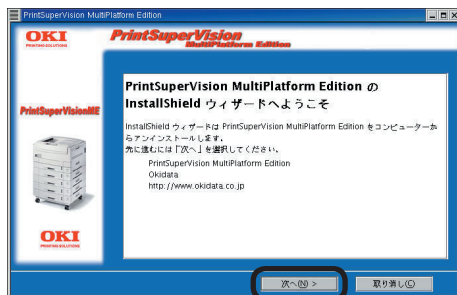 PrintSuperVision MultiPlatform Edition
OKI
PRINTING SOLUTIONS
PrintSuperVision
MultiPlatform Edition
PrintSuperVision MultiPlatform Edition の
InstallShield ウィザードへようこそ
InstallShield ウィザードは PrintSuperVision MultiPlatform Edition をコンピューターか
らアンインストールします。
先に進むには「次へ」を選択してください。
PrintSuperVision MultiPlatform Edition
Okidata
http://www.okidata.co.jp
PrintSuperVisionME
OKI
PRINTING SOLUTIONS
次へ(N) >
取り消し(C)